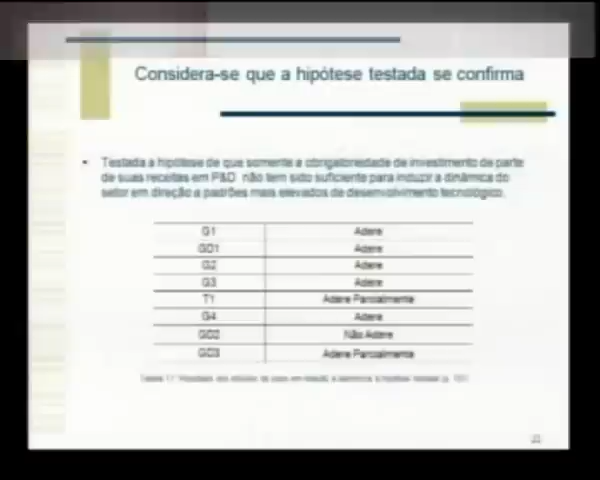 Considera-se que a hipótese testada se confirma
• Testada a hipótese de que somente a obrigatoriedade de investimento de parte
de suas receitas em P&D não tem sido suficiente para induzir a dinâmica do
setor em direção a padrões mais elevados de desenvolvimento tecnológico.
G1 Adere
GD1 Adere
G2 Adere
G3 Adere
T1 Adere Parcialmente
G4 Adere
GD2 Não Adere
GD3 Adere Parcialmente